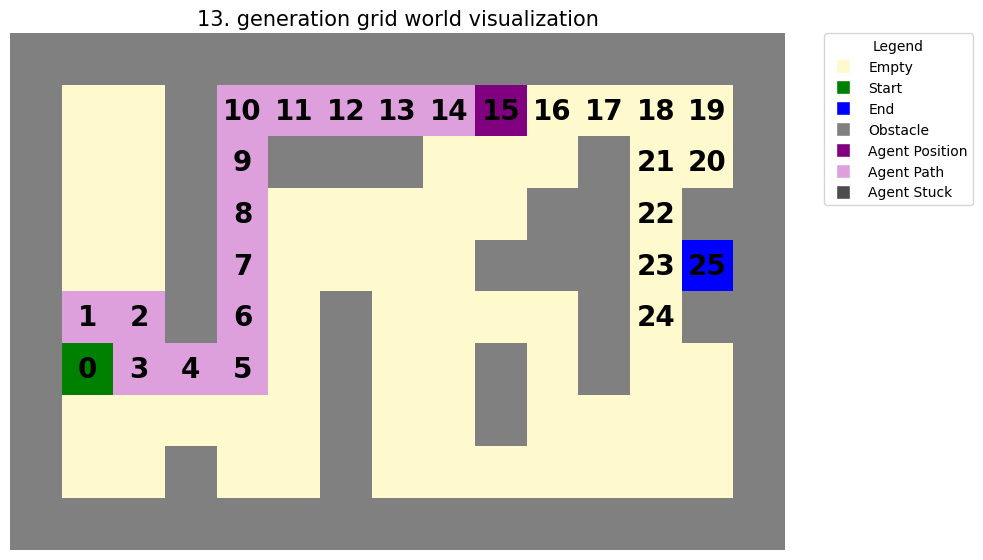 13. generation grid world visualization
Legend
Empty
Start
End
Obstacle
Agent Position
Agent Path
Agent Stuck
10 11 12 13 14 15 16 17 18 19
9 21 20
8 22
7 23 25
1 2 6 24
0 3 4 5